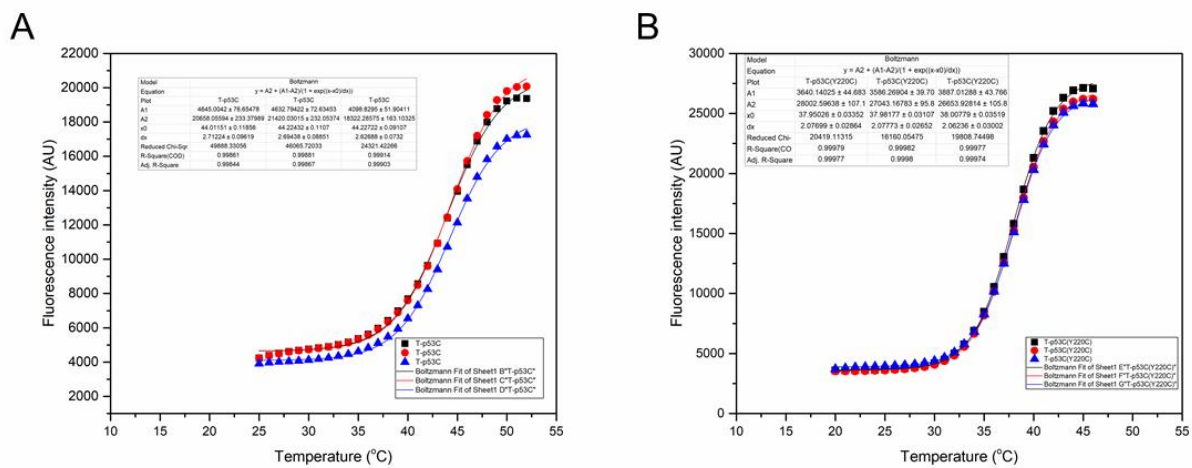 A
22000
20000
18000
16000
14000
12000
10000
8000
6000
4000
2000
Fluorescence intensity (AU)
Model Boltzmann
Equation y = A2 + (A1-A2)/(1 + exp((x-x0)/dx))
Plot T-p53C T-p53C T-p53C
A1 4645.0042 ± 76.65476 4632.79422 ± 72.63453 4098.8295 ± 51.90411
A2 20658.05594 ± 233.37989 21420.03015 ± 232.05374 18322.28575 ± 163.10325
x0 44.01151 ± 0.11856 44.22432 ± 0.1107 44.22722 ± 0.09107
dx 2.71224 ± 0.09619 2.69438 ± 0.08851 2.62688 ± 0.0732
Reduced Chi-Sqr 49888.33056 46065.72033 24321.42266
R-Square(COD) 0.99861 0.99881 0.99914
Adj. R-Square 0.99844 0.99867 0.99903
T-p53C
T-p53C
T-p53C
Boltzmann Fit of Sheet1 B"T-p53C"
Boltzmann Fit of Sheet1 C"T-p53C"
Boltzmann Fit of Sheet1 D"T-p53C"
10 15 20 25 30 35 40 45 50 55
Temperature (°C)
B
30000
25000
20000
15000
10000
5000
0
Fluorescence intensity (AU)
Model Boltzmann
Equation y = A2 + (A1-A2)/(1 + exp((x-x0)/dx))
Plot T-p53C(Y220C) T-p53C(Y220C) T-p53C(Y220C)
A1 3640.14025 ± 44.683 3586.26904 ± 39.70 3887.01288 ± 43.766
A2 28002.59638 ± 107.1 27043.16783 ± 95.8 26653.92814 ± 105.8
x0 37.95026 ± 0.03352 37.98177 ± 0.03107 38.00779 ± 0.03519
dx 2.07699 ± 0.02864 2.07773 ± 0.02652 2.06236 ± 0.03002
Reduced Chi- 20419.11315 16160.05475 19808.74498
R-Square(CO 0.99979 0.99982 0.99977
Adj. R-Square 0.99977 0.9998 0.99974
T-p53C(Y220C)
T-p53C(Y220C)
T-p53C(Y220C)
Boltzmann Fit of Sheet1 E"T-p53C(Y220C)"
Boltzmann Fit of Sheet1 F"T-p53C(Y220C)"
Boltzmann Fit of Sheet1 G"T-p53C(Y220C)"
10 15 20 25 30 35 40 45 50 55
Temperature (°C)